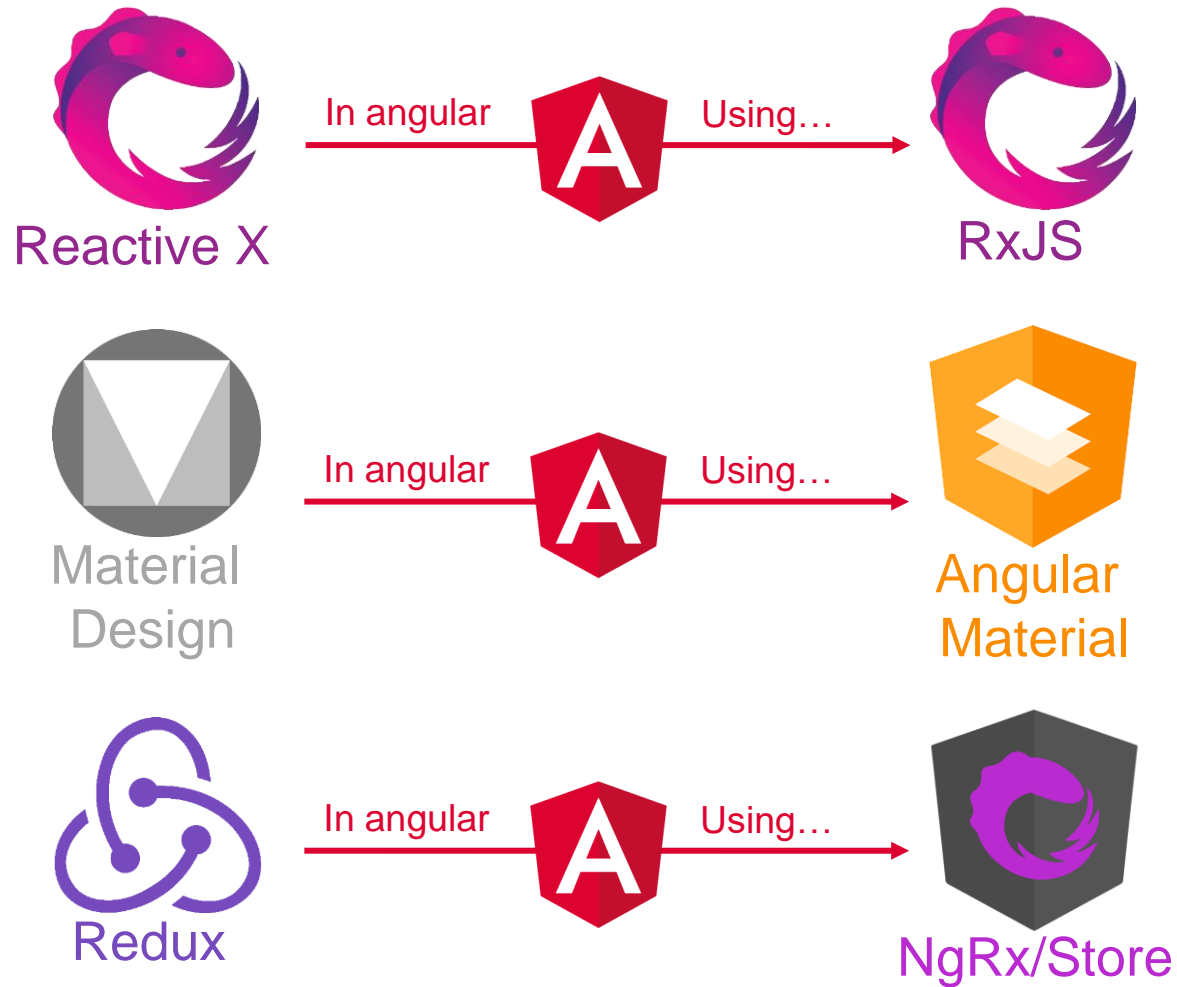 In angular
Using…
Reactive X
RxJS
In angular
Using…
Material
Design
Angular
Material
In angular
Using…
Redux
NgRx/Store